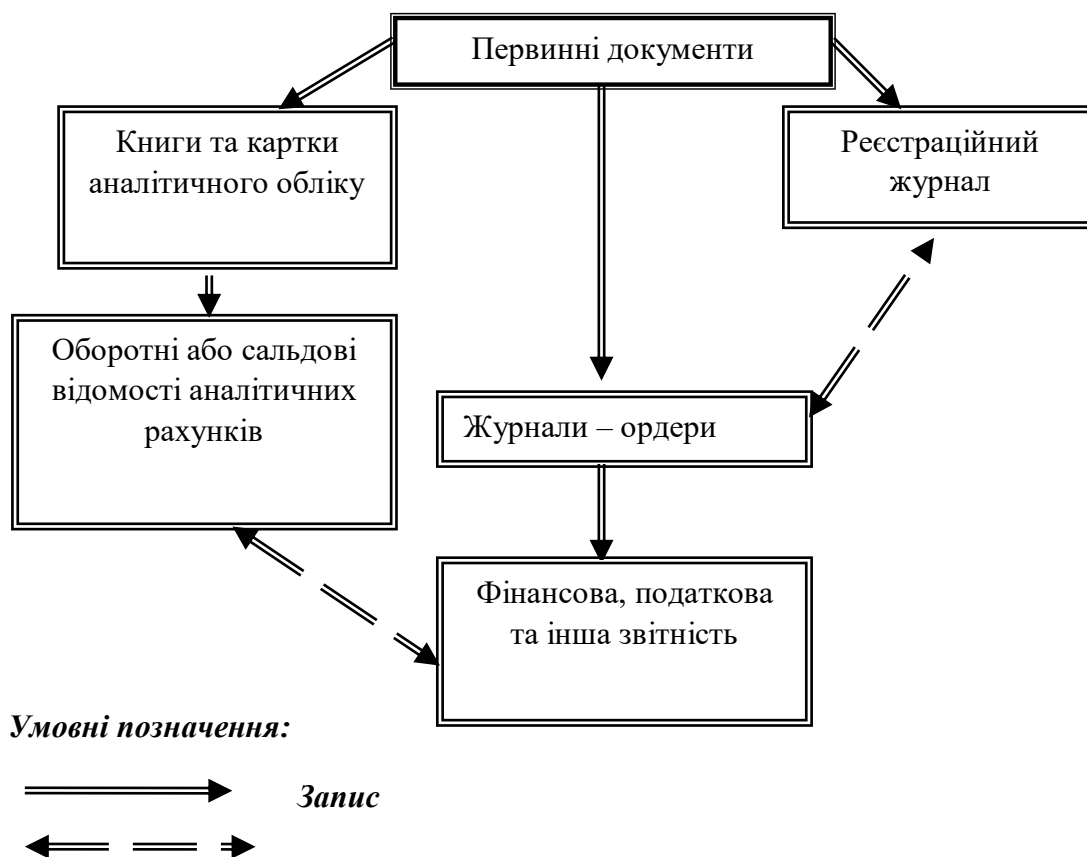 Первинні документи
Книги та картки
аналітичного обліку
Реєстраційний
журнал
Оборотні або сальдові
відомості аналітичних
рахунків
Журнали – ордери
Фінансова, податкова
та інша звітність
Умовні позначення:
Запис